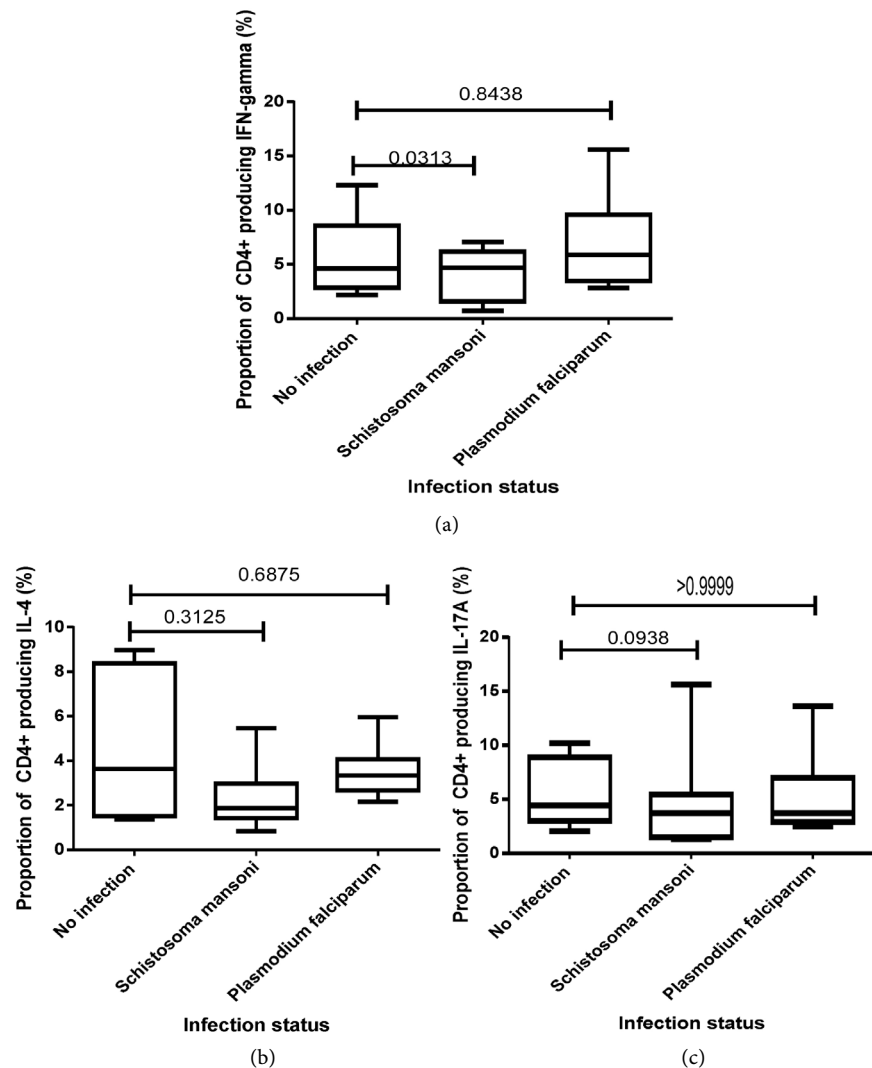 Proportion of CD4+ producing IFN-gamma (%)
20
15
10
5
0
0.8438
0.0313
No infection
Schistosoma mansoni
Plasmodium falciparum
Infection status
(a)
Proportion of CD4+ producing IL-4 (%)
10
8
6
4
2
0
0.6875
0.3125
No infection
Schistosoma mansoni
Plasmodium falciparum
Infection status
(b)
Proportion of CD4+ producing IL-17A (%)
20
15
10
5
0
>0.9999
0.0938
No infection
Schistosoma mansoni
Plasmodium falciparum
Infection status
(c)